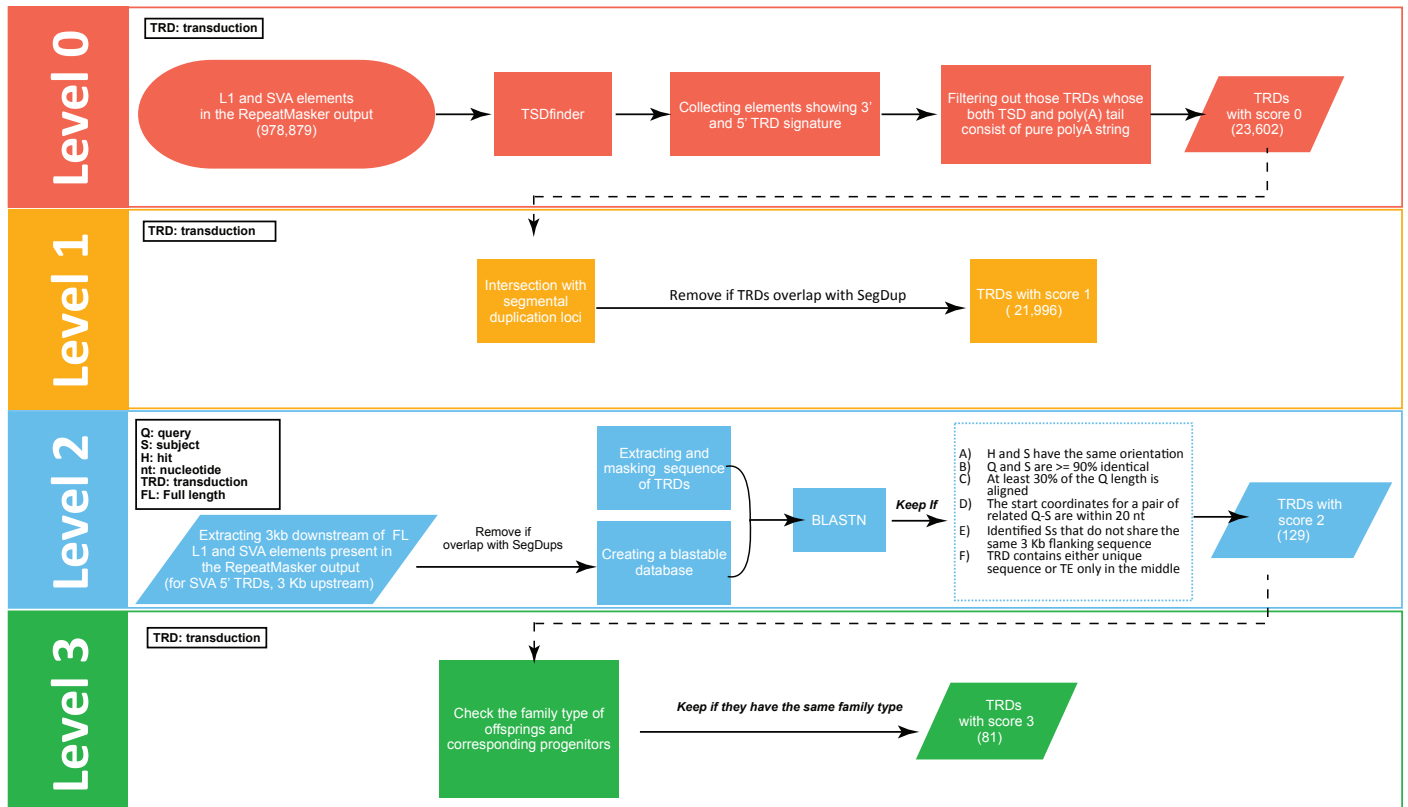 Level 0
TRD: transduction
L1 and SVA elements
in the RepeatMasker output
(978,879)
TSDfinder
Collecting elements showing 3'
and 5' TRD signature
Filtering out those TRDs whose
both TSD and poly(A) tail
consist of pure polyA string
TRDs
with score 0
(23,602)
Level 1
TRD: transduction
Intersection with
segmental
duplication loci
Remove if TRDs overlap with SegDup
TRDs with score 1
( 21,996)
Level 2
Q: query
S: subject
H: hit
nt: nucleotide
TRD: transduction
FL: Full length
Extracting 3kb downstream of FL
L1 and SVA elements present in
the RepeatMasker output
(for SVA 5' TRDs, 3 Kb upstream)
Remove if
overlap with SegDups
Extracting and
masking sequence
of TRDs
Creating a blastable
database
BLASTN
Keep If
A) H and S have the same orientation
B) Q and S are >= 90% identical
C) At least 30% of the Q length is
aligned
D) The start coordinates for a pair of
related Q-S are within 20 nt
E) Identified Ss that do not share the
same 3 Kb flanking sequence
F) TRD contains either unique
sequence or TE only in the middle
TRDs with
score 2
(129)
Level 3
TRD: transduction
Check the family type of
offsprings and
corresponding progenitors
Keep if they have the same family type
TRDs
with score 3
(81)